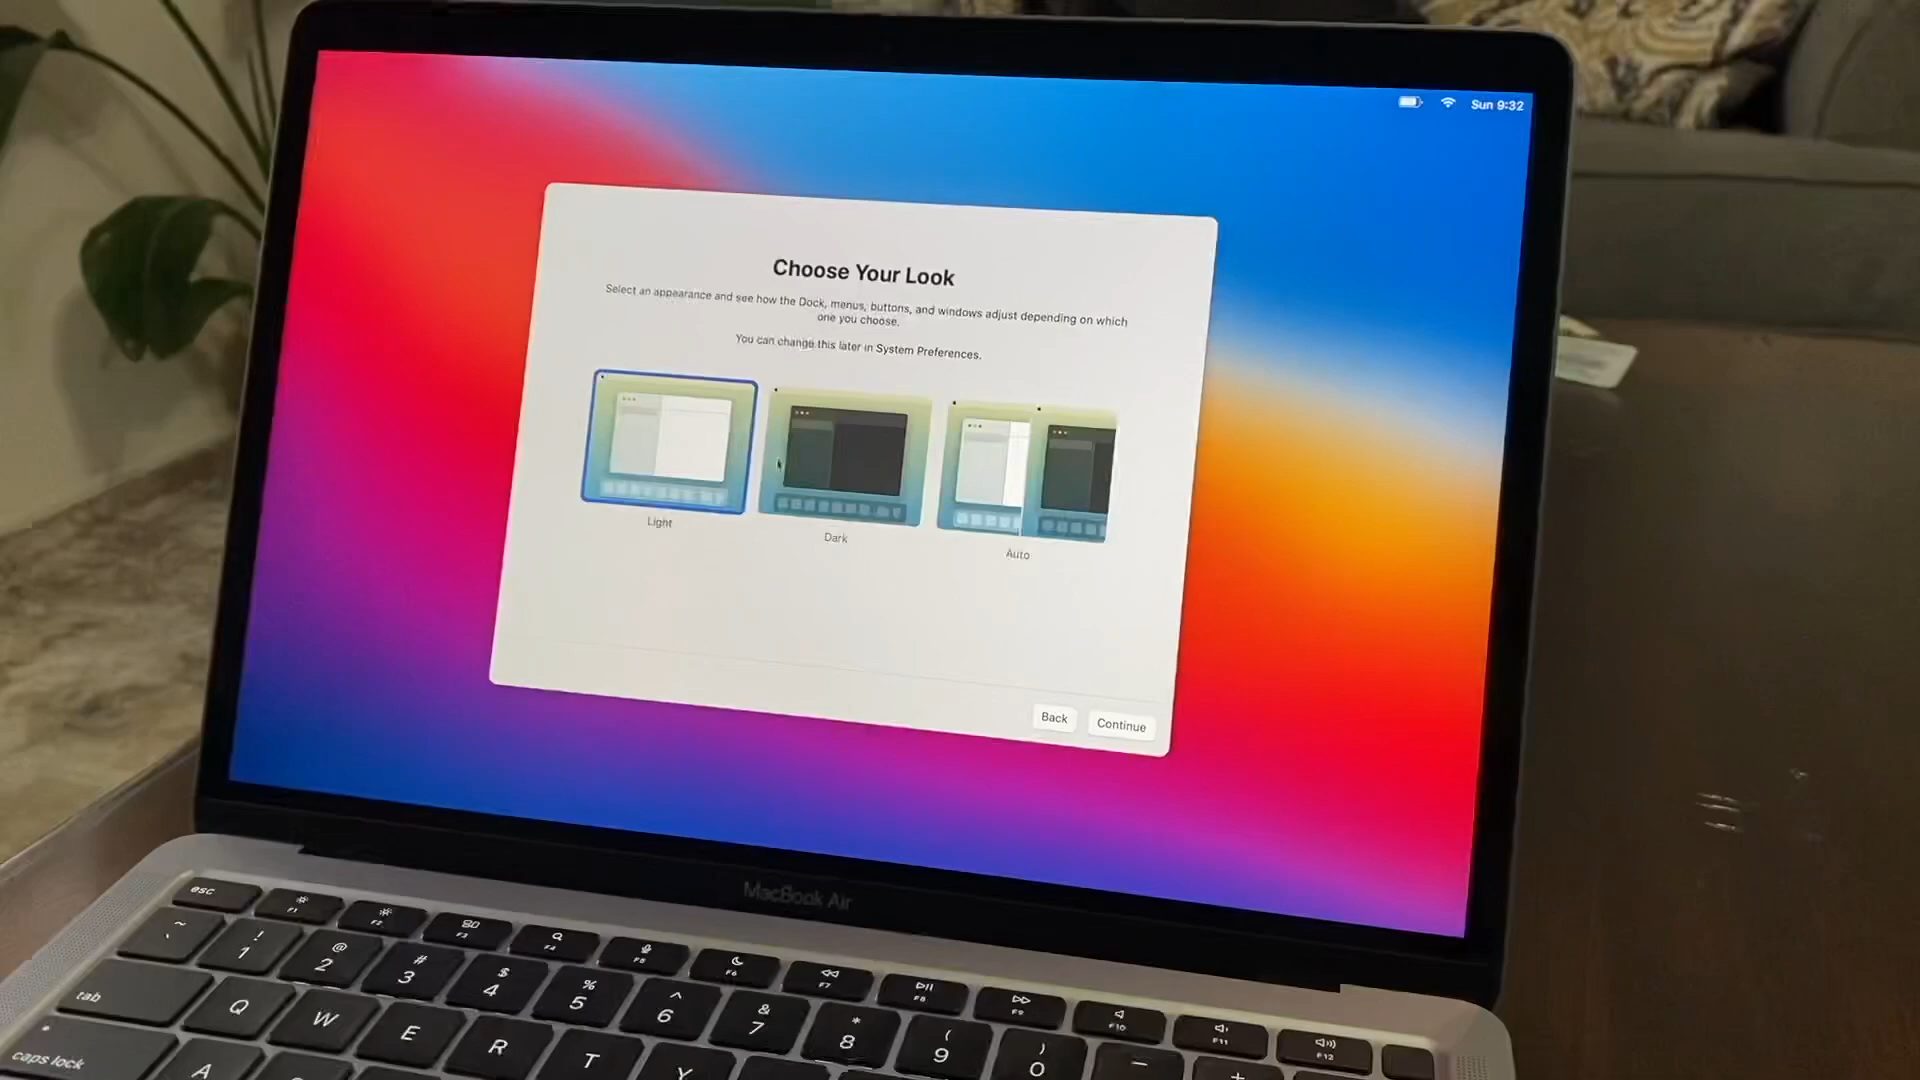 Sun 9:32
Choose Your Look
Select an appearance and see how the Dock, menus, buttons, and windows adjust depending on which
one you choose.
You can change this later in System Preferences.
Light
Dark
Auto
Back
Continue
MacBook Air
esc
F1
F2
F3
F4
F5
F6
F7
F8
F9
F10
F11
F12
~ `
! 1
@ 2
# 3
$ 4
% 5
^ 6
& 7
* 8
( 9
) 0
—
+
tab
Q
W
E
R
T
Y
caps lock
A